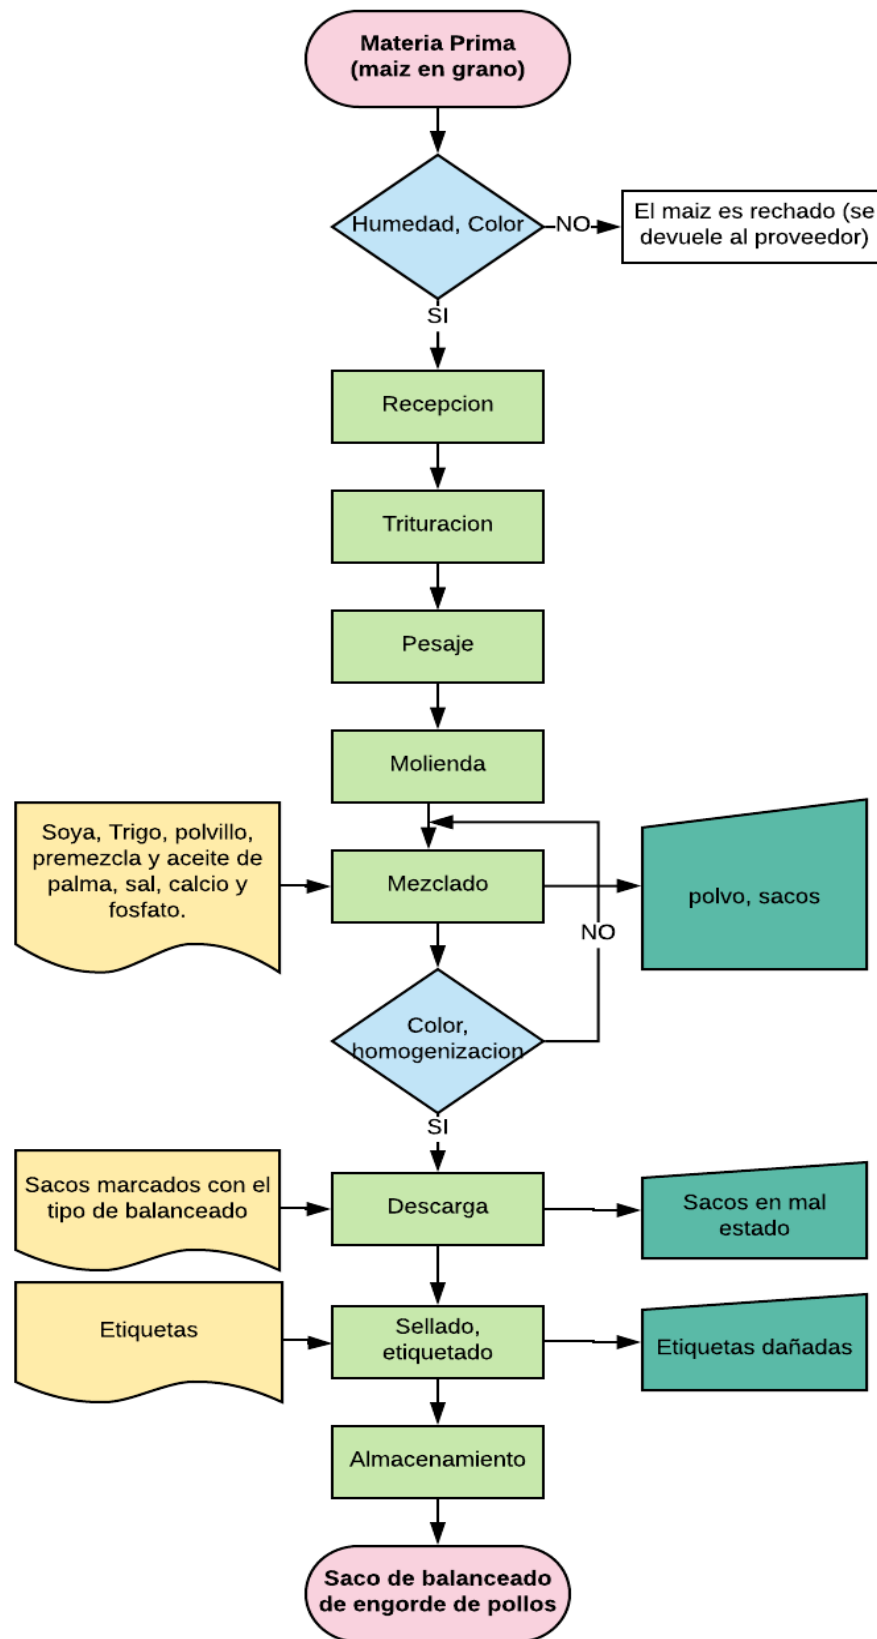 Materia Prima
(maiz en grano)
Humedad, Color
NO
El maiz es rechado (se
devuele al proveedor)
SI
Recepcion
Trituracion
Pesaje
Molienda
Soya, Trigo, polvillo,
premezcla y aceite de
palma, sal, calcio y
fosfato.
Mezclado
polvo, sacos
NO
Color,
homogenizacion
SI
Sacos marcados con el
tipo de balanceado
Descarga
Sacos en mal
estado
Etiquetas
Sellado,
etiquetado
Etiquetas dañadas
Almacenamiento
Saco de balanceado
de engorde de pollos